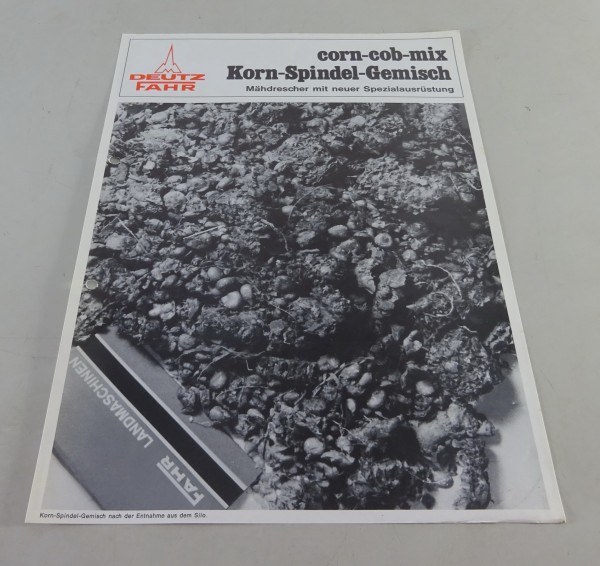 DEUTZ
FAHR
corn-cob-mix
Korn-Spindel-Gemisch
Mähdrescher mit neuer Spezialausrüstung
FAHR
LANDMASCHINEN
Korn-Spindel-Gemisch nach der Entnahme aus dem Silo.